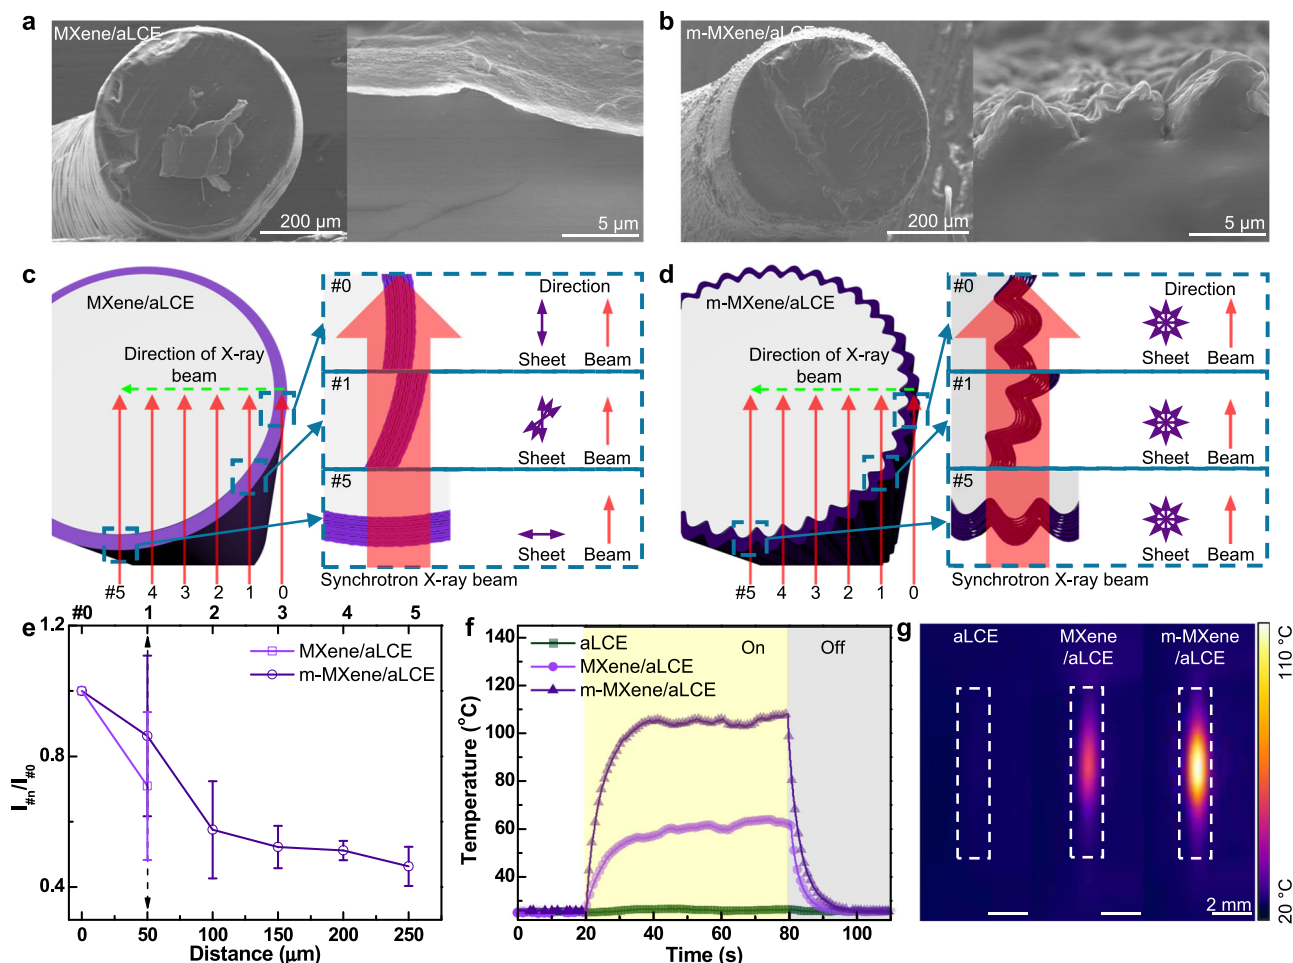 a
MXene/aLCE
200 µm
5 µm
b
m-MXene/aLCE
200 µm
5 µm
c
MXene/aLCE
Direction of X-ray
beam
#5 4 3 2 1 0
#0
Direction
Sheet Beam
#1
Sheet Beam
#5
Sheet Beam
Synchrotron X-ray beam
d
m-MXene/aLCE
Direction of X-ray
beam
#5 4 3 2 1 0
#0
Direction
Sheet Beam
#1
Sheet Beam
#5
Sheet Beam
Synchrotron X-ray beam
e
#0 1 2 3 4 5
1.2
0.8
0.4
I#n/I#0
MXene/aLCE
m-MXene/aLCE
0 50 100 150 200 250
Distance (µm)
f
140
120
100
80
60
40
20
Temperature (°C)
aLCE
MXene/aLCE
m-MXene/aLCE
On
Off
0 20 40 60 80 100
Time (s)
g
aLCE
MXene
/aLCE
m-MXene
/aLCE
2 mm
110 °C
20 °C